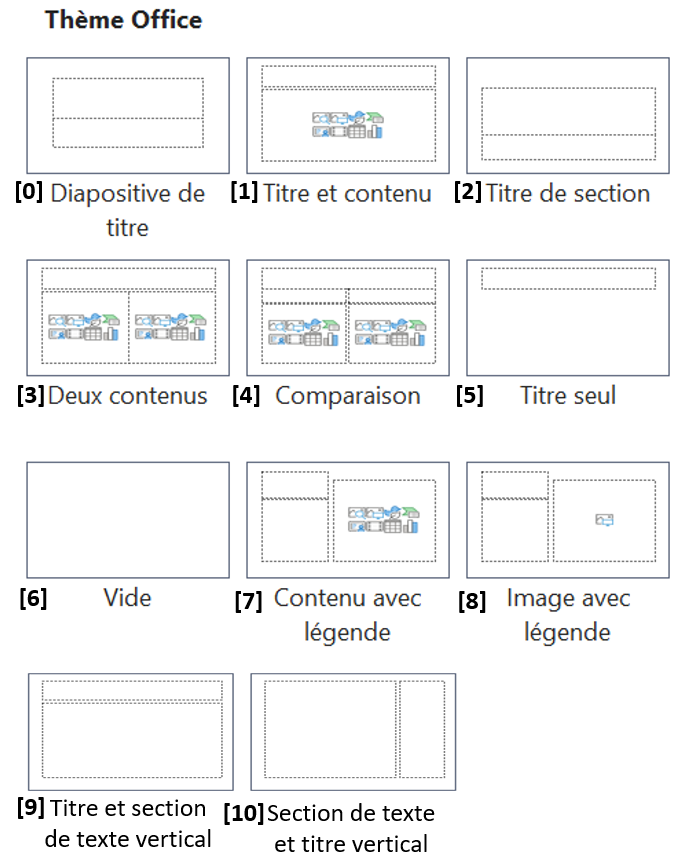 Thème Office
[0] Diapositive de
titre
[1] Titre et contenu
[2] Titre de section
[3] Deux contenus
[4] Comparaison
[5] Titre seul
[6] Vide
[7] Contenu avec
légende
[8] Image avec
légende
[9] Titre et section
de texte vertical
[10] Section de texte
et titre vertical